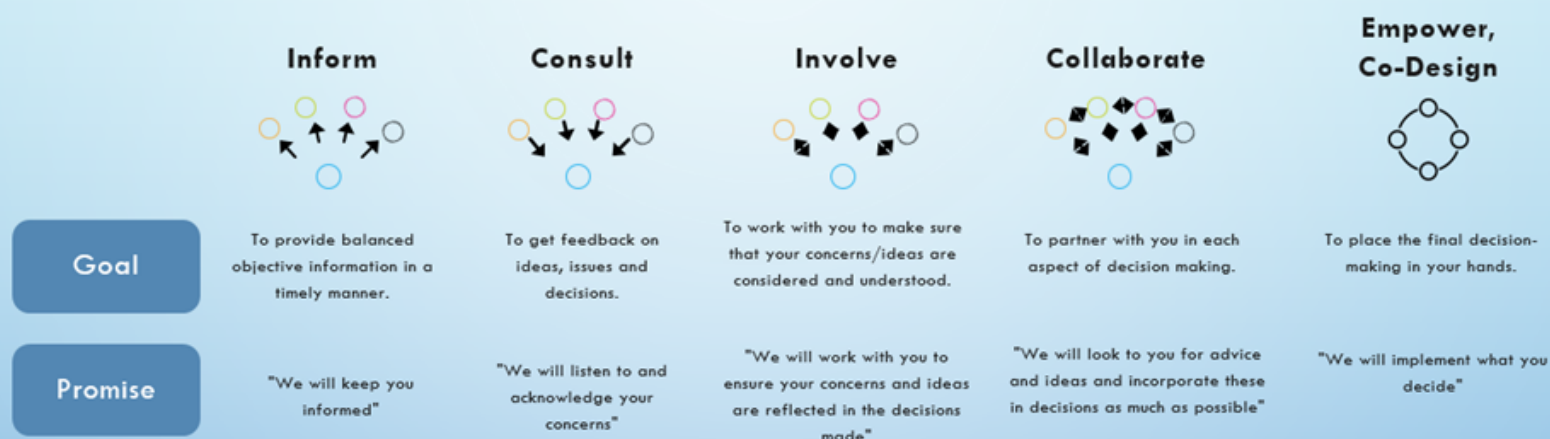 Inform
Consult
Involve
Collaborate
Empower,
Co-Design
Goal
To provide balanced
objective information in a
timely manner.
To get feedback on
ideas, issues and
decisions.
To work with you to make sure
that your concerns/ideas are
considered and understood.
To partner with you in each
aspect of decision making.
To place the final decision-
making in your hands.
Promise
"We will keep you
informed"
"We will listen to and
acknowledge your
concerns"
"We will work with you to
ensure your concerns and ideas
are reflected in the decisions
made"
"We will look to you for advice
and ideas and incorporate these
in decisions as much as possible"
"We will implement what you
decide"